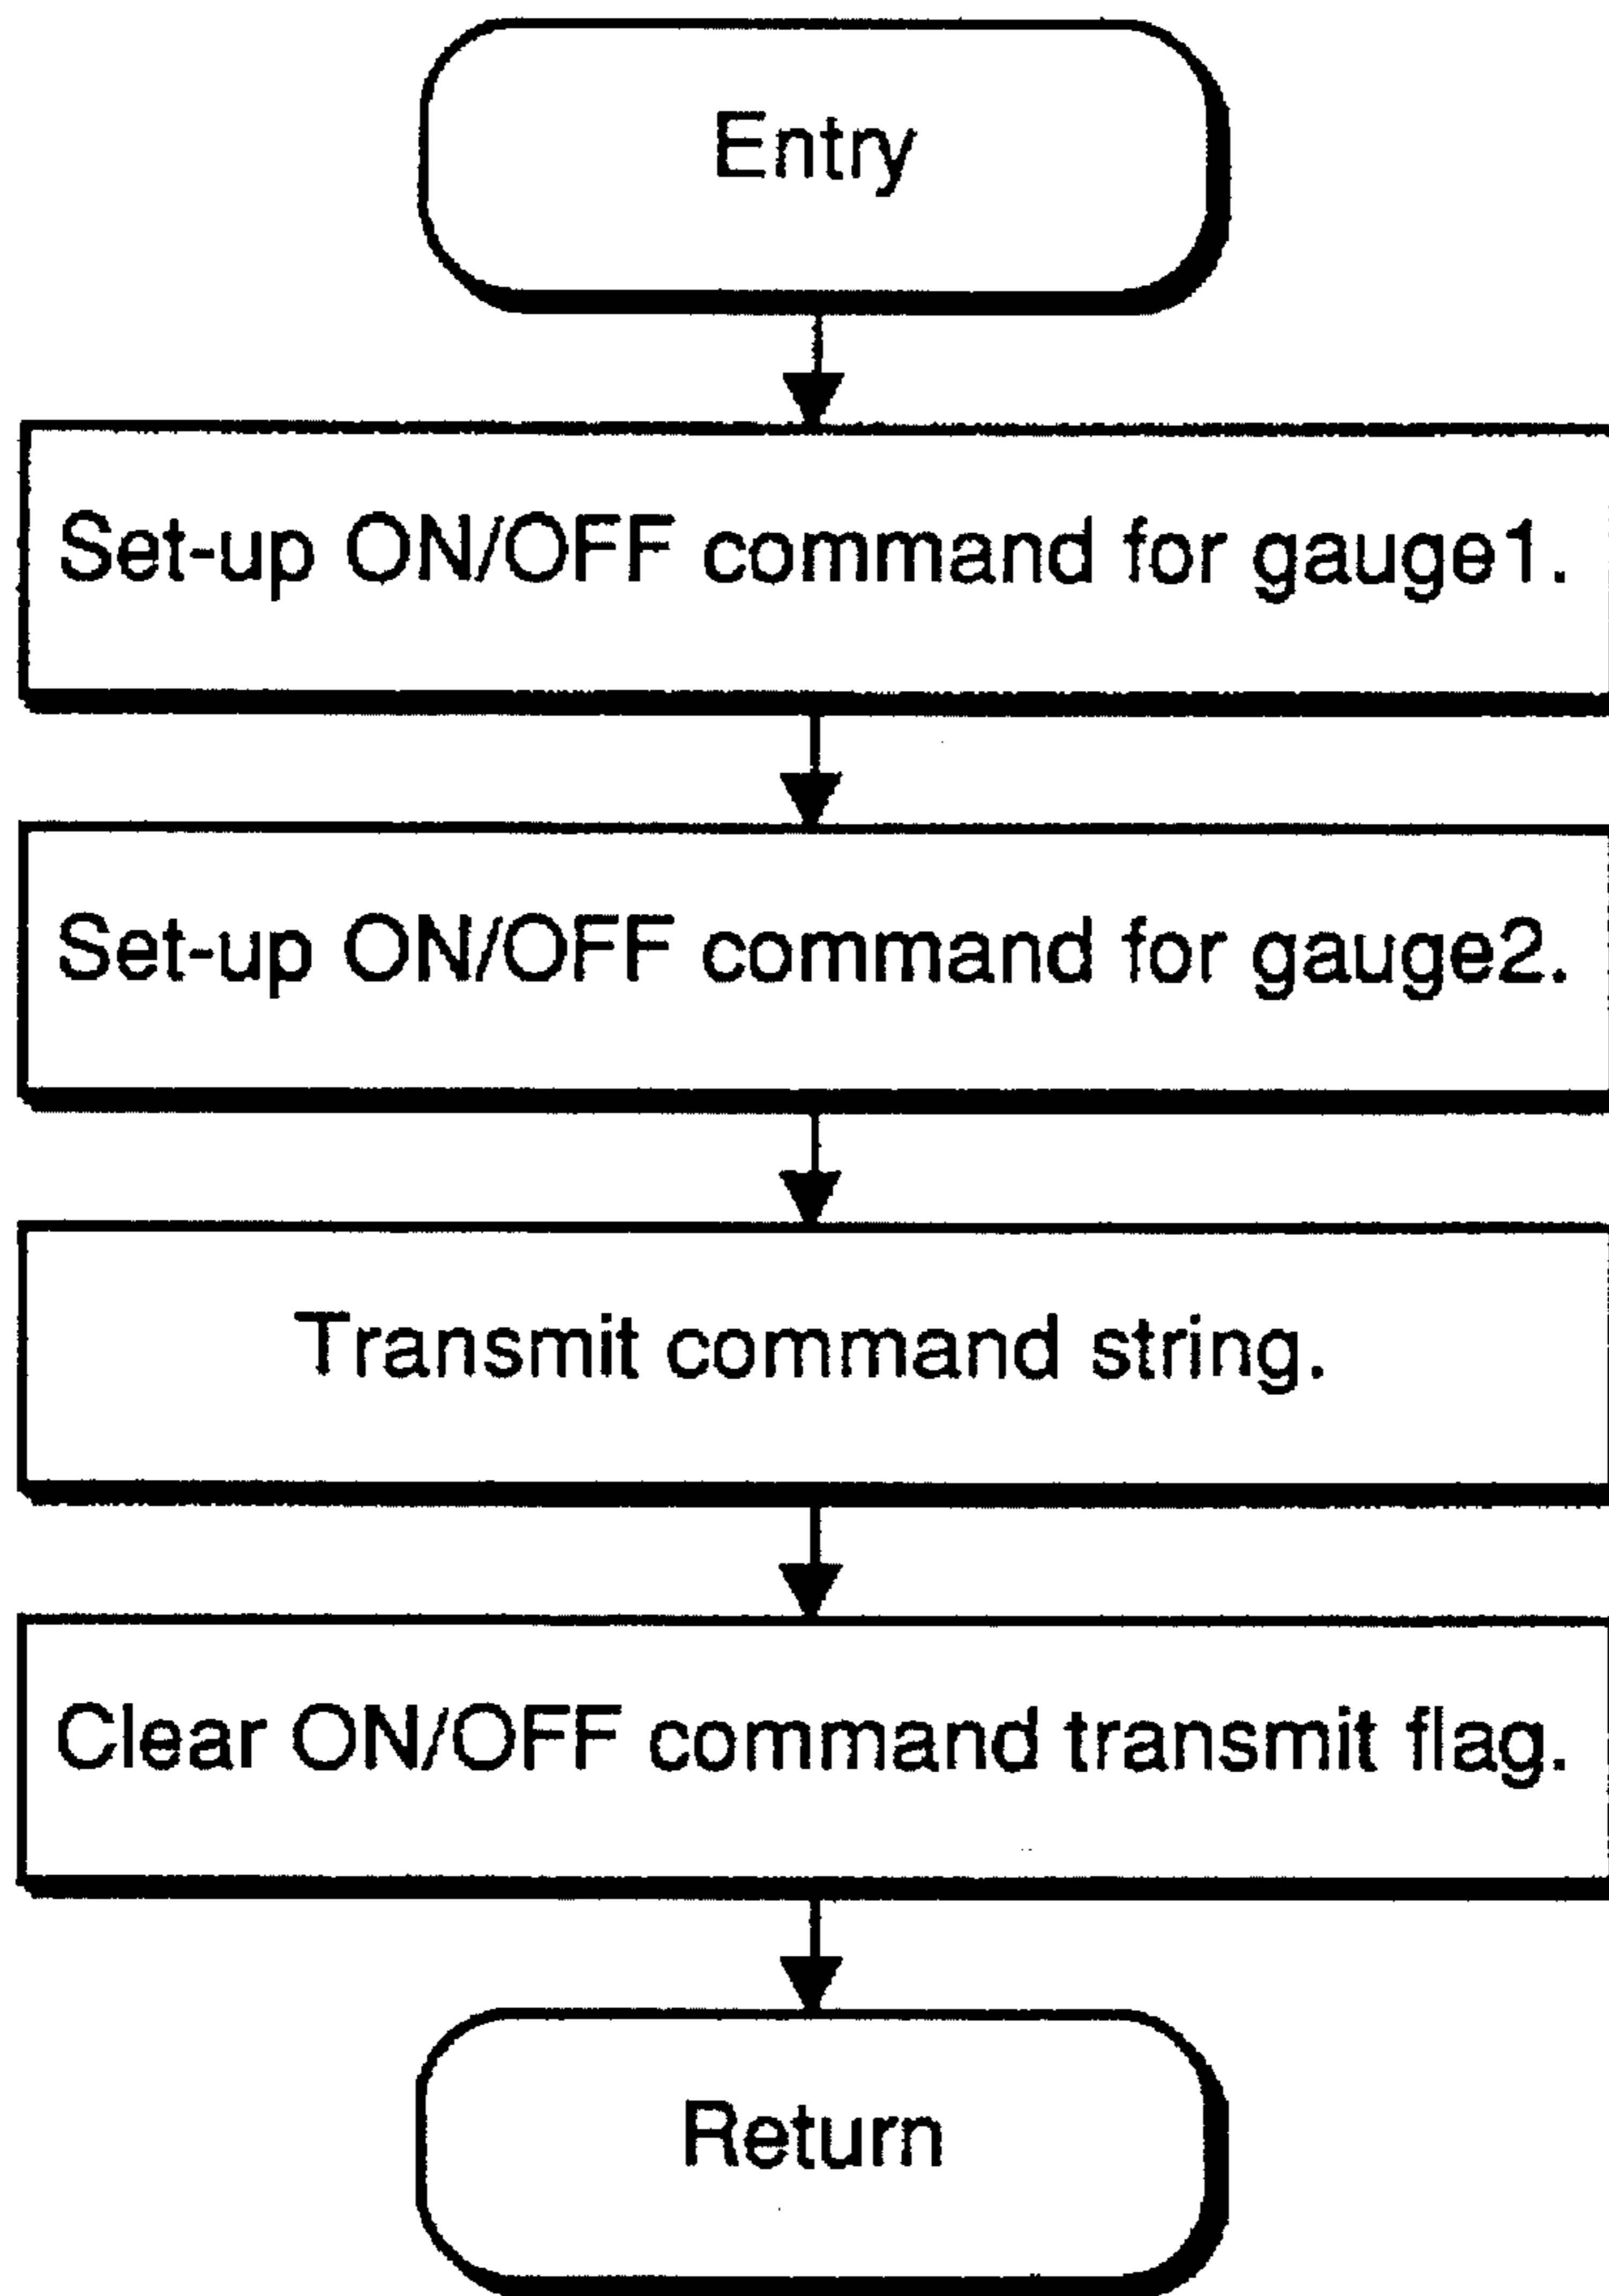 Entry
Set-up ON/OFF command for gauge1.
Set-up ON/OFF command for gauge2.
Transmit command string.
Clear ON/OFF command transmit flag.
Return